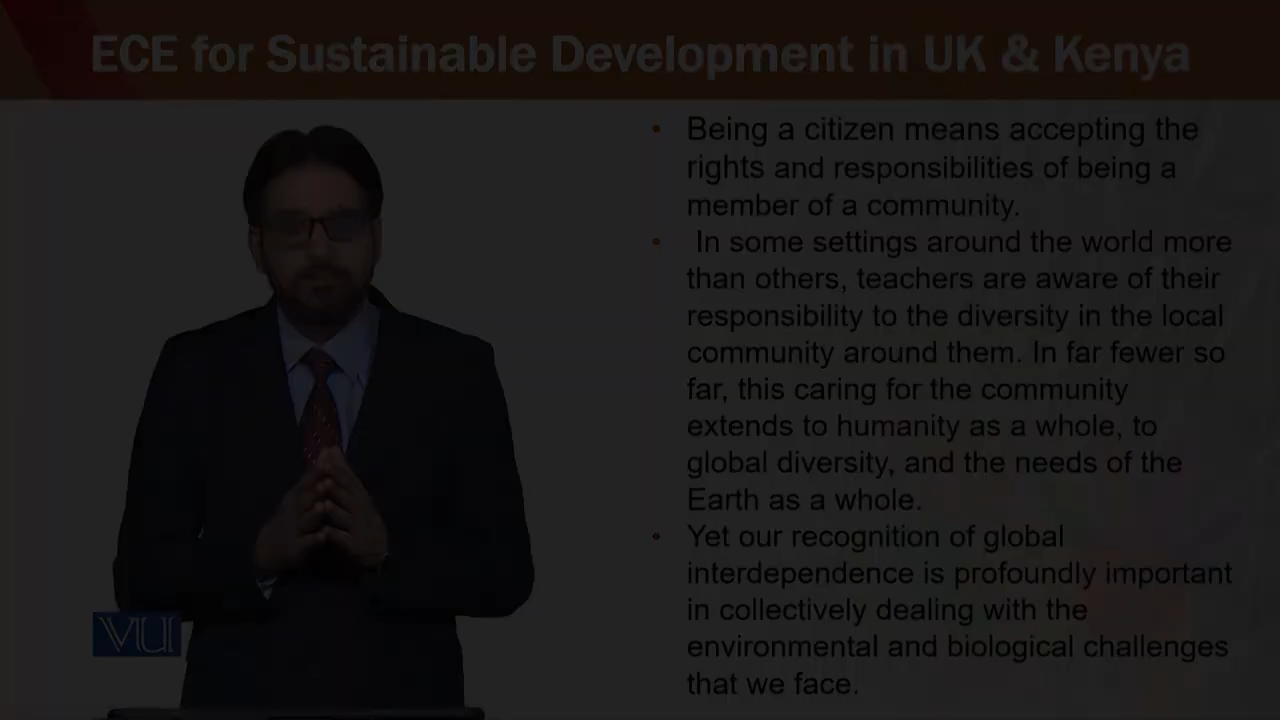 ECE for Sustainable Development in UK & Kenya
• Being a citizen means accepting the
rights and responsibilities of being a
member of a community.
• In some settings around the world more
than others, teachers are aware of their
responsibility to the diversity in the local
community around them. In far fewer so
far, this caring for the community
extends to humanity as a whole, to
global diversity, and the needs of the
Earth as a whole.
• Yet our recognition of global
interdependence is profoundly important
in collectively dealing with the
environmental and biological challenges
that we face.
VU